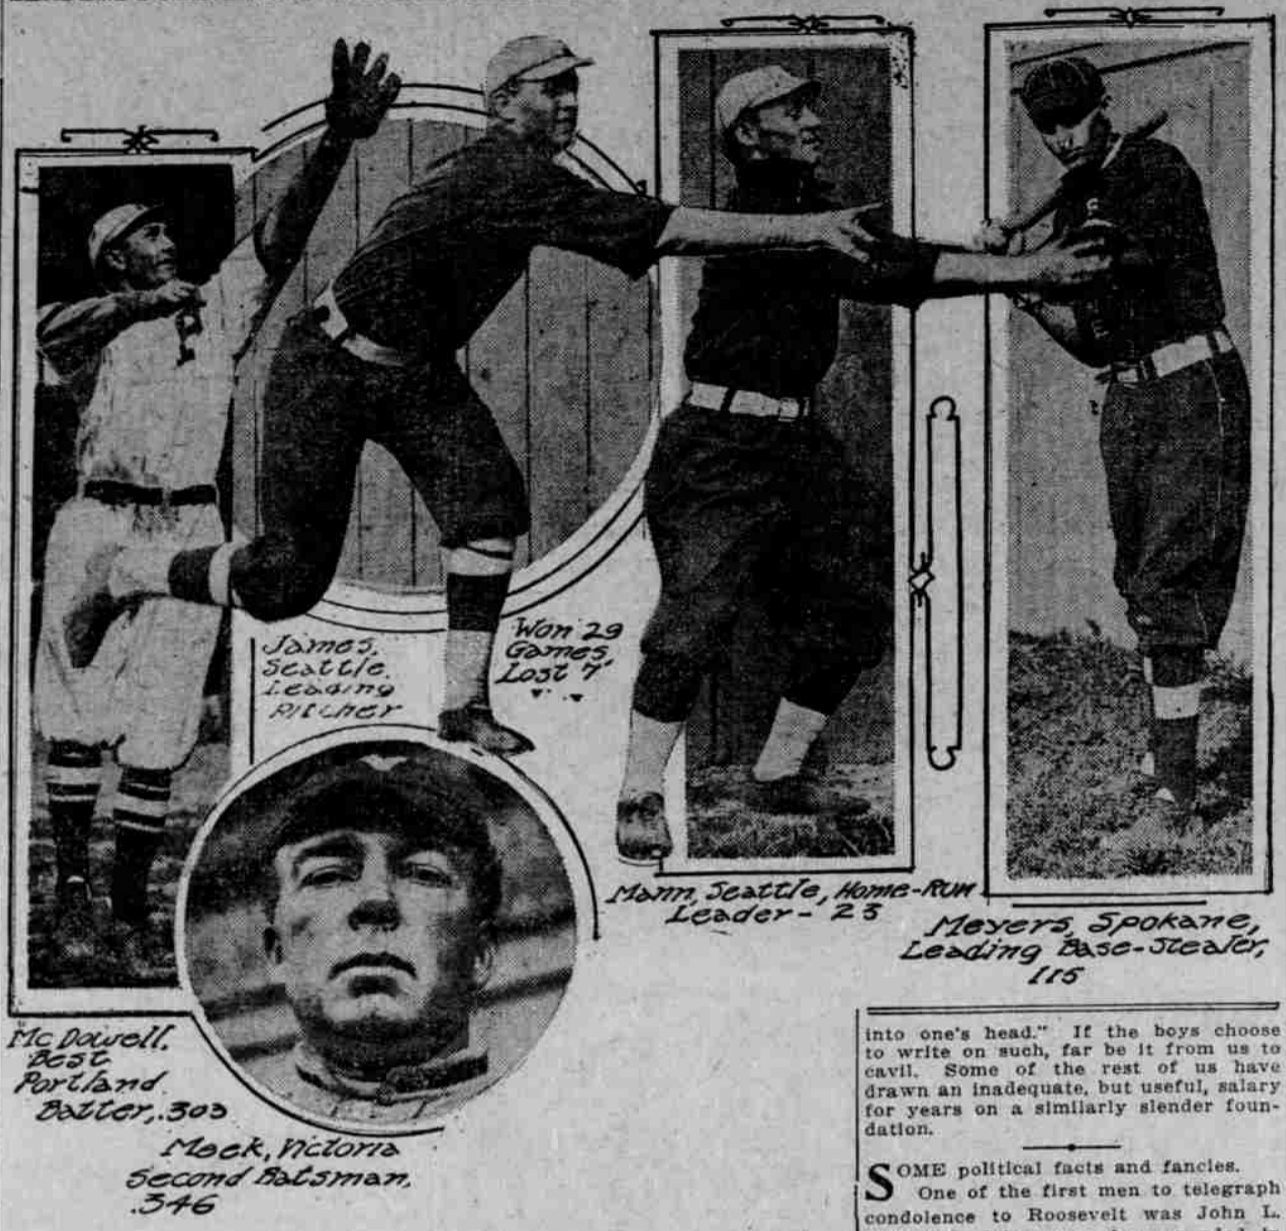 P
James,
Seattle.
Leading
Pitcher
Won 29
Games,
Lost 7
Mann, Seattle, Home-Run
Leader - 23
Meyers, Spokane,
Leading Base-Stealer,
115
McDowell.
Best
Portland
Batter, .303
Meek, Victoria
Second Batsman.
.346
into one's head." If the boys choose
to write on such, far be it from us to
cavil. Some of the rest of us have
drawn an inadequate, but useful, salary
for years on a similarly slender foun-
dation.
SOME political facts and fancies.
One of the first men to telegraph
condolence to Roosevelt was John L.